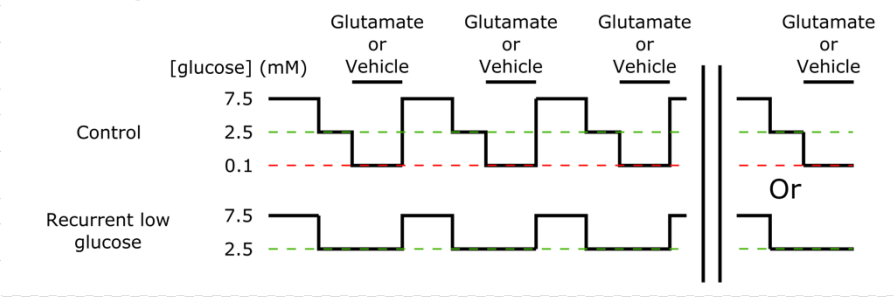 Glutamate
or
Vehicle
Glutamate
or
Vehicle
Glutamate
or
Vehicle
Glutamate
or
Vehicle
[glucose] (mM)
7.5
Control
2.5
0.1
Or
Recurrent low
glucose
7.5
2.5